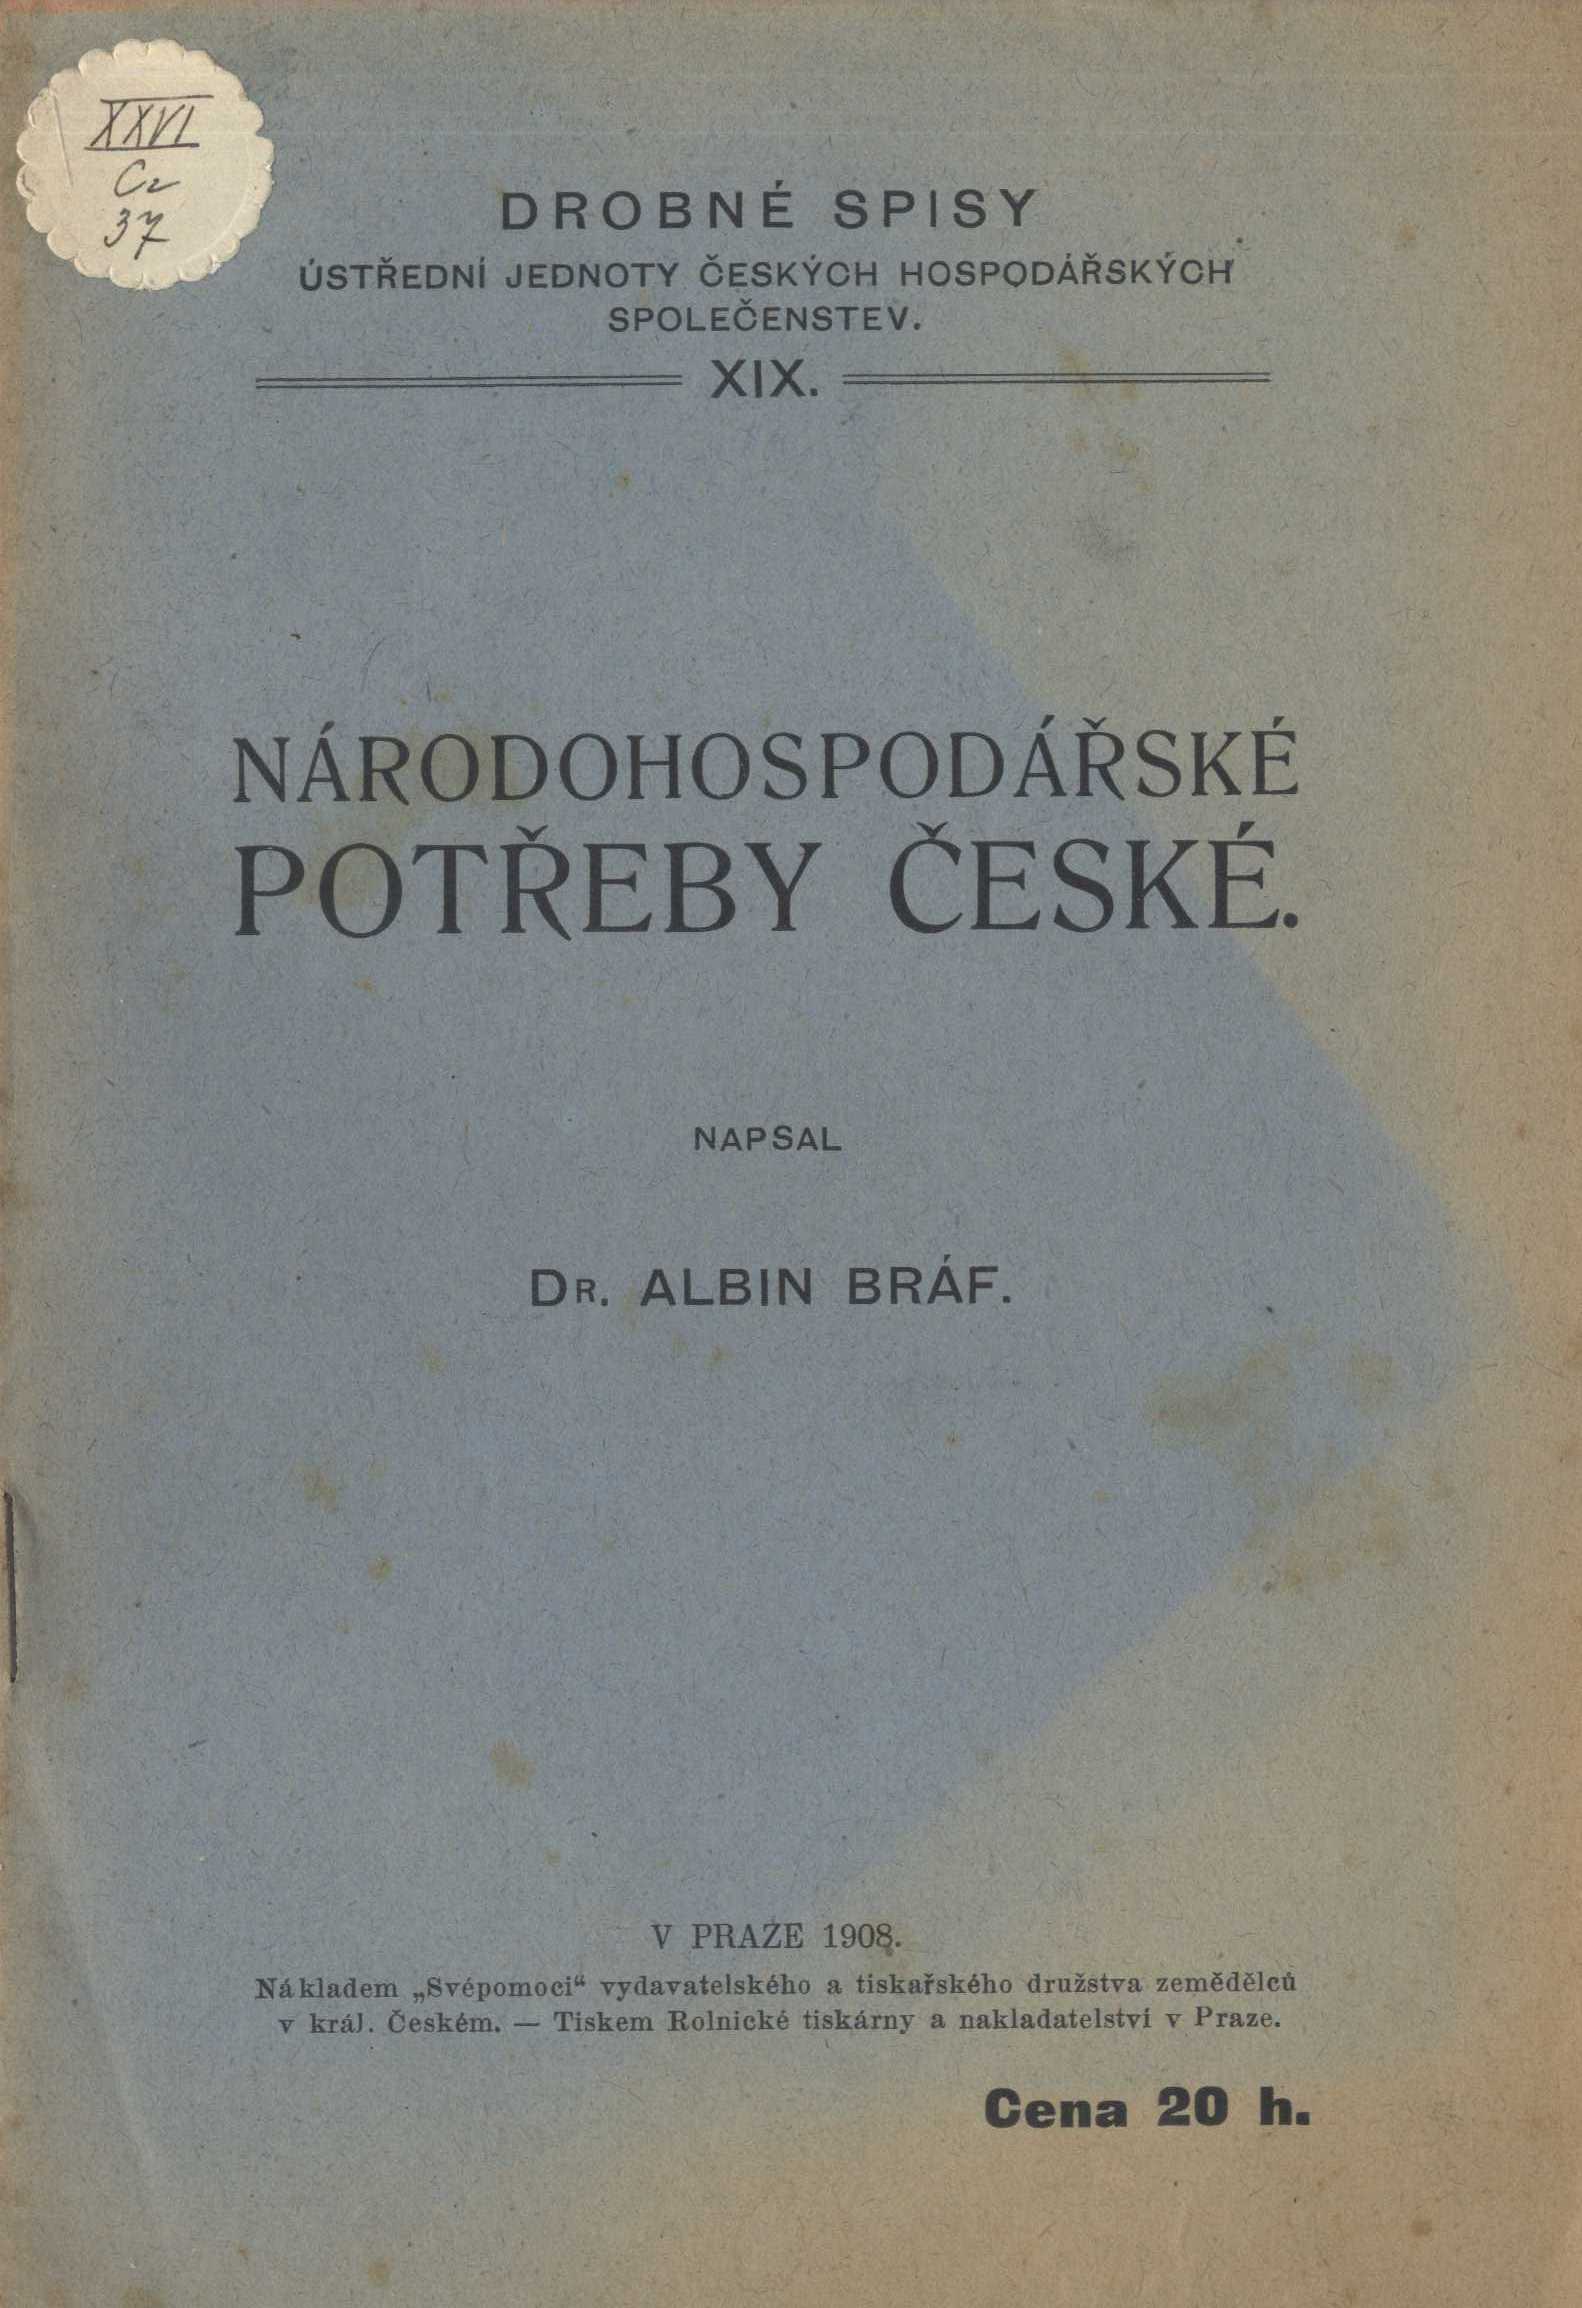 XXVI
Cz
37
DROBNÉ SPISY
ÚSTŘEDNÍ JEDNOTY ČESKÝCH HOSPODÁŘSKÝCH
SPOLEČENSTEV.
XIX.
NÁRODOHOSPODÁŘSKÉ
POTŘEBY ČESKÉ.
NAPSAL
DR. ALBIN BRÁF.
V PRAZE 1908.
Nákladem „Svépomoci“ vydavatelského a tiskařského družstva zemědělců
v král. Českém. — Tiskem Rolnické tiskárny a nakladatelství v Praze.
Cena 20 h.